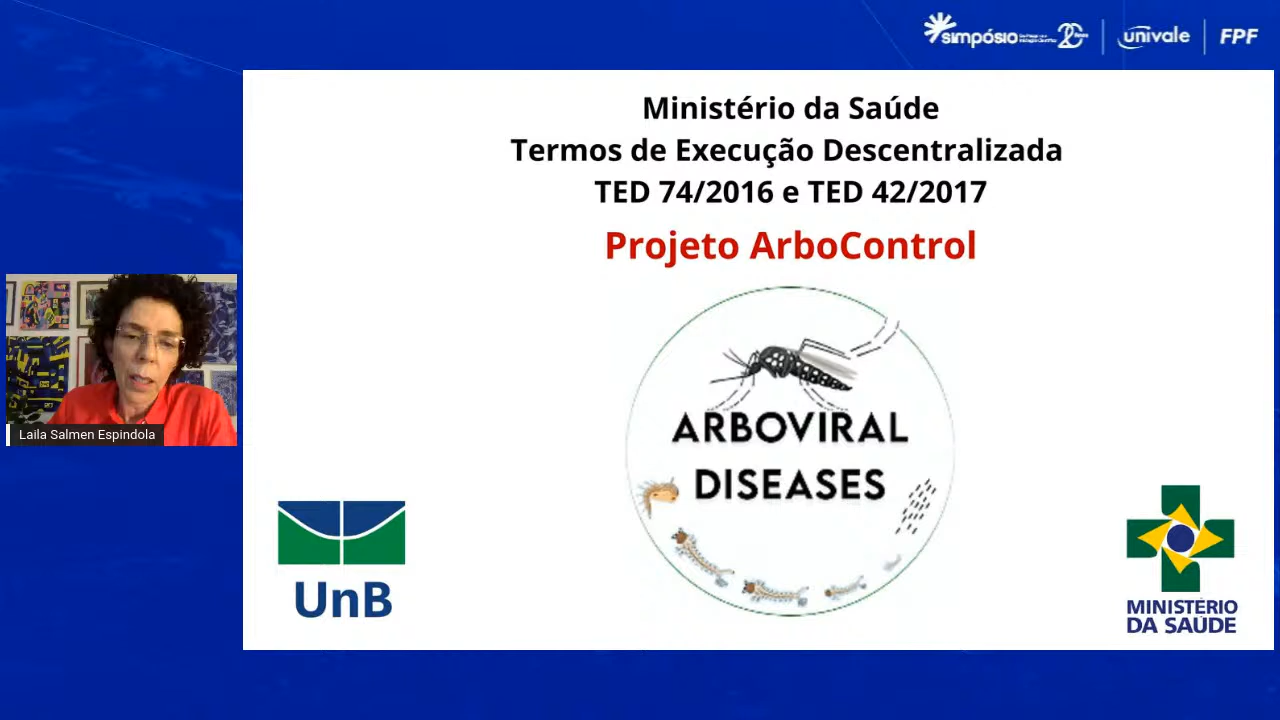 simpósio
univale
FPF
Ministério da Saúde
Termos de Execução Descentralizada
TED 74/2016 e TED 42/2017
Projeto ArboControl
ARBOVIRAL
DISEASES
Laila Salmen Espindola
UnB
MINISTÉRIO
DA SAÚDE